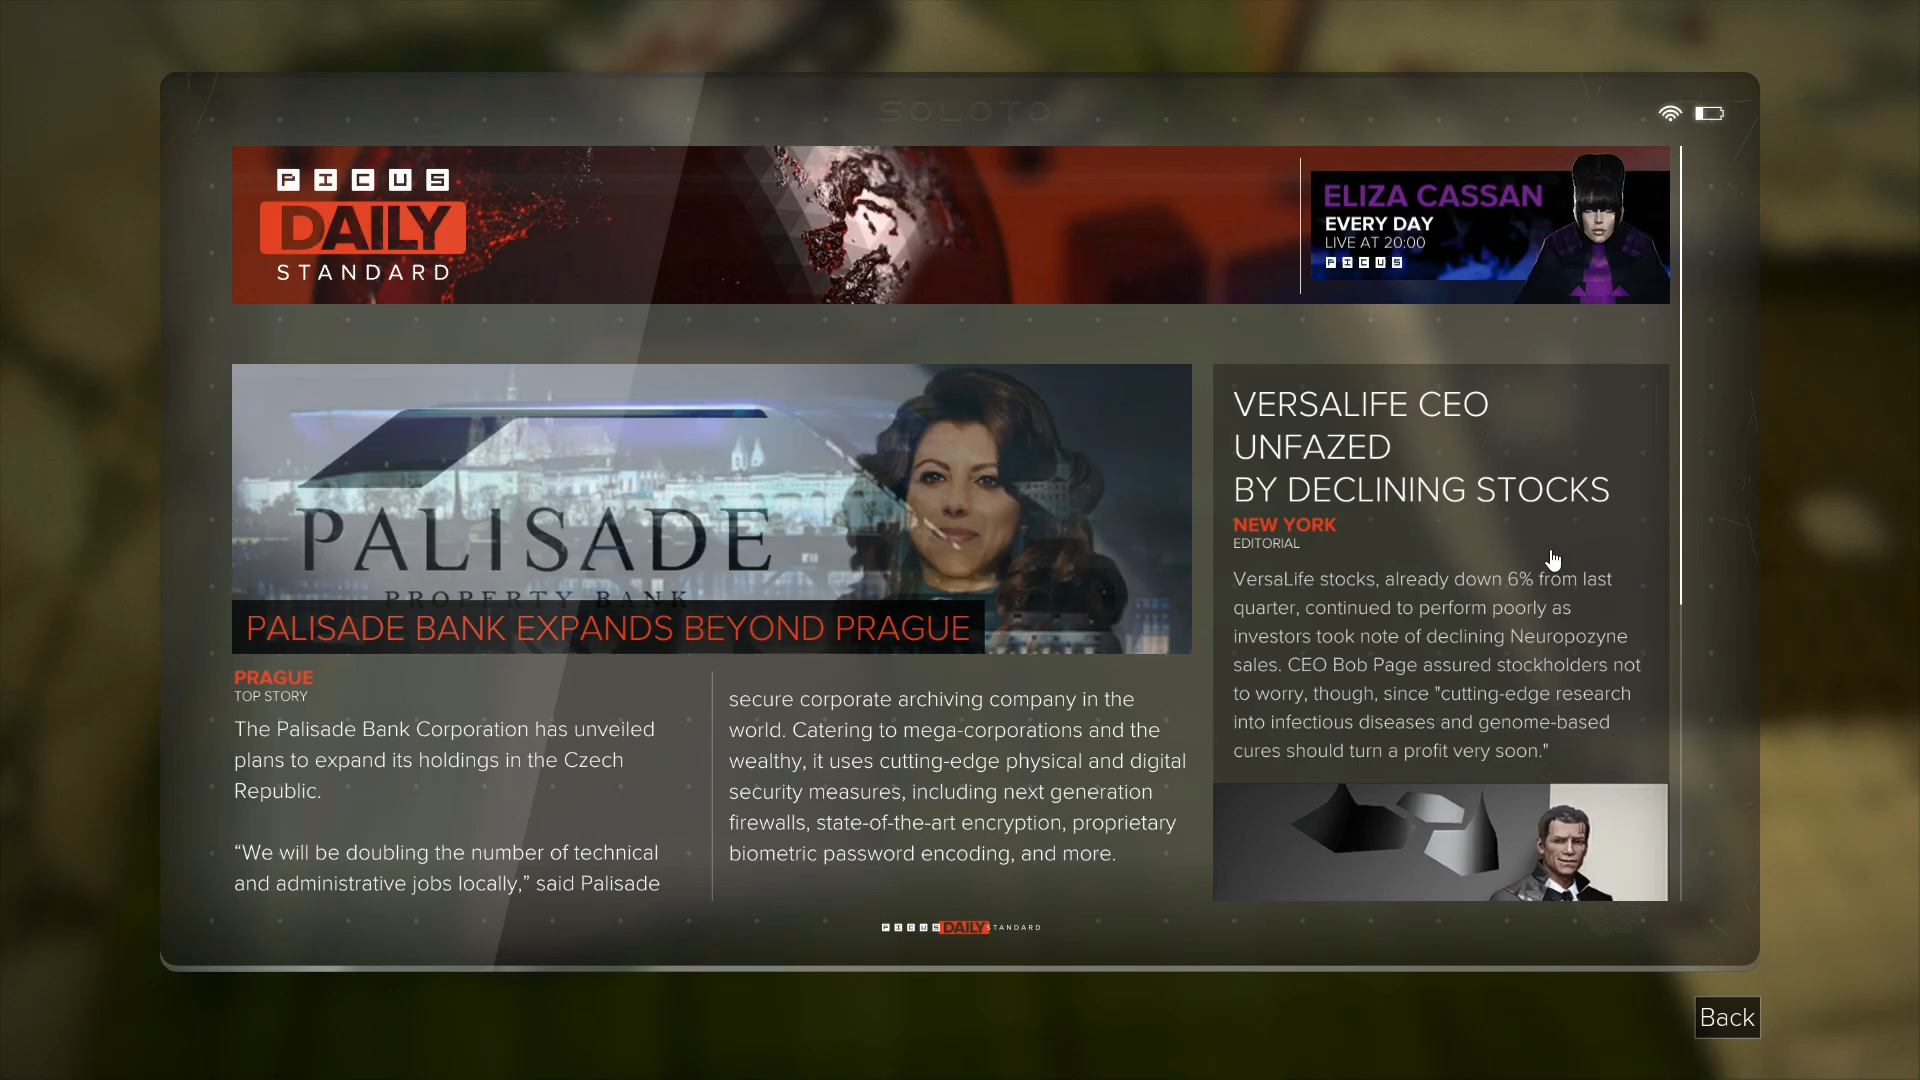 SOLOTO
PICUS
DAILY
STANDARD
ELIZA CASSAN
EVERY DAY
LIVE AT 20:00
PICUS
PALISADE
PROPERTY BANK
PALISADE BANK EXPANDS BEYOND PRAGUE
PRAGUE
TOP STORY
The Palisade Bank Corporation has unveiled
plans to expand its holdings in the Czech
Republic.
“We will be doubling the number of technical
and administrative jobs locally,” said Palisade
secure corporate archiving company in the
world. Catering to mega-corporations and the
wealthy, it uses cutting-edge physical and digital
security measures, including next generation
firewalls, state-of-the-art encryption, proprietary
biometric password encoding, and more.
VERSALIFE CEO
UNFAZED
BY DECLINING STOCKS
NEW YORK
EDITORIAL
VersaLife stocks, already down 6% from last
quarter, continued to perform poorly as
investors took note of declining Neuropozyne
sales. CEO Bob Page assured stockholders not
to worry, though, since "cutting-edge research
into infectious diseases and genome-based
cures should turn a profit very soon."
PICUS DAILY STANDARD
Back